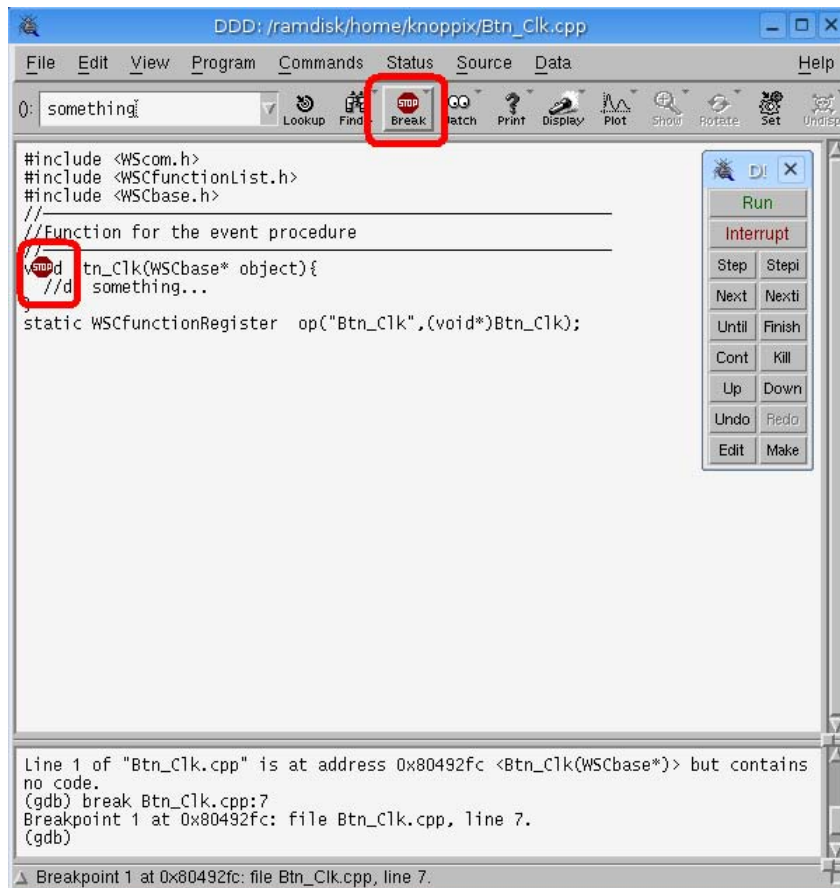 DDD: /ramdisk/home/knoppix/Btn_Clk.cpp
File Edit View Program Commands Status Source Data Help
(): something
Lookup Find Break Watch Print Display Plot Show Rotate Set Undisp
#include <WScom.h>
#include <WSCfunctionList.h>
#include <WSCbase.h>
//
//Function for the event procedure
//
STOP d tn_Clk(WSCbase* object){
//d something...
}
static WSCfunctionRegister op("Btn_Clk",(void*)Btn_Clk);
D!
Run
Interrupt
Step Stepi
Next Nexti
Until Finish
Cont Kill
Up Down
Undo Redo
Edit Make
Line 1 of "Btn_Clk.cpp" is at address 0x80492fc <Btn_Clk(WSCbase*)> but contains
no code.
(gdb) break Btn_Clk.cpp:7
Breakpoint 1 at 0x80492fc: file Btn_Clk.cpp, line 7.
(gdb)
Breakpoint 1 at 0x80492fc: file Btn_Clk.cpp, line 7.